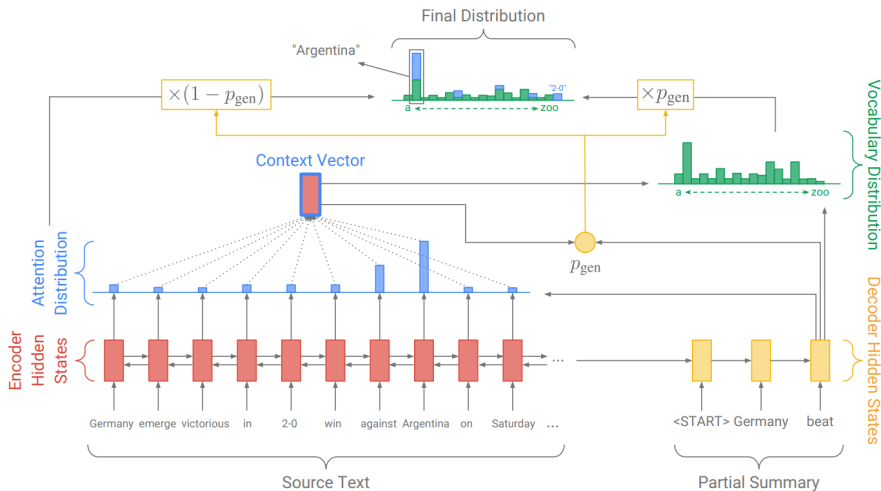 Final Distribution
"Argentina"
"2-0"
×(1 − p_gen)
×p_gen
a
zoo
Context Vector
a
zoo
Vocabulary Distribution
Attention
Distribution
p_gen
Encoder
Hidden
States
...
Decoder Hidden States
Germany emerge victorious in 2-0 win against Argentina on Saturday ...
<START> Germany beat
Source Text
Partial Summary